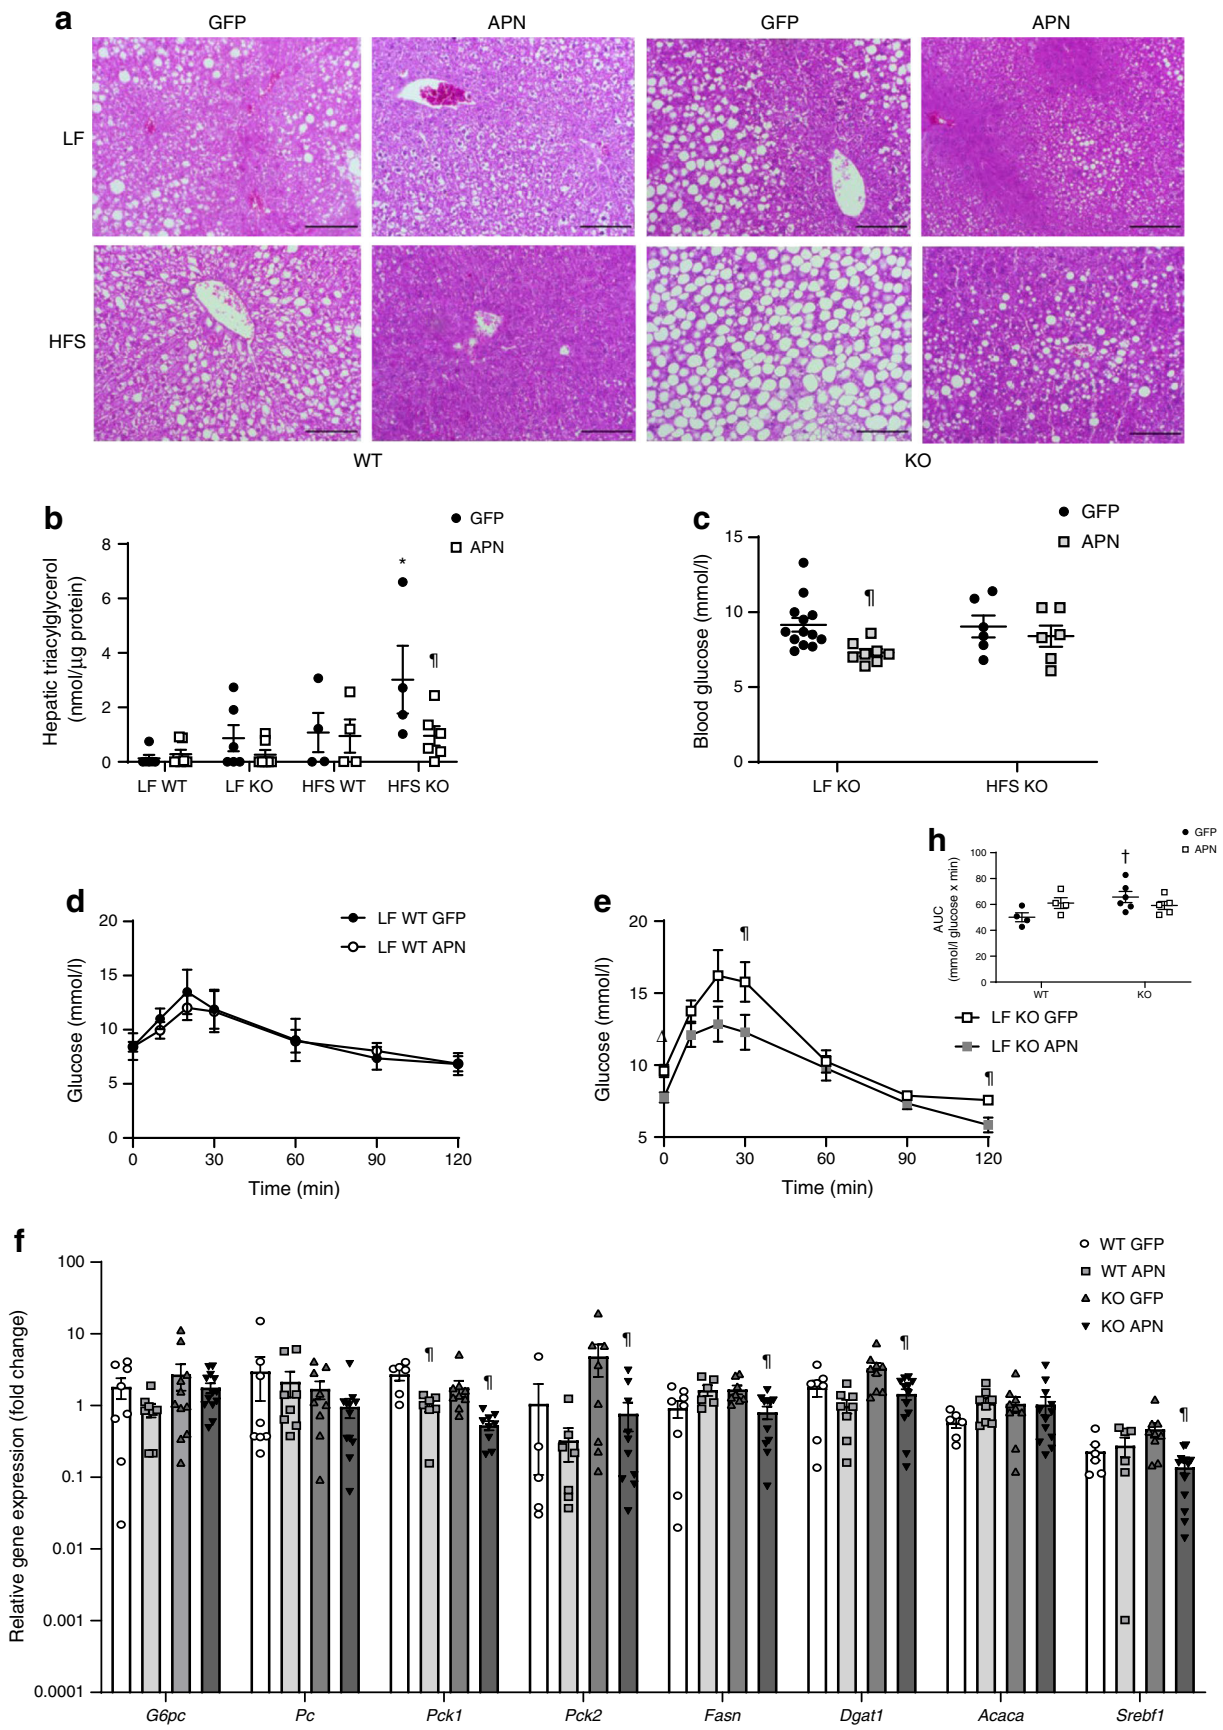 a
GFP APN GFP APN
LF
HFS
WT KO
b
GFP
APN
Hepatic triacylglycerol
(nmol/µg protein)
8
6
4
2
0
*
¶
LF WT LF KO HFS WT HFS KO
c
GFP
APN
Blood glucose (mmol/l)
15
10
5
0
¶
LF KO HFS KO
d
LF WT GFP
LF WT APN
Glucose (mmol/l)
20
15
10
5
0
0 30 60 90 120
Time (min)
e
Glucose (mmol/l)
20
15
10
5
¶
Δ
¶
0 30 60 90 120
Time (min)
LF KO GFP
LF KO APN
h
GFP
APN
AUC
(mmol/l glucose x min)
100
80
60
40
20
0
†
WT KO
f
WT GFP
WT APN
KO GFP
KO APN
Relative gene expression (fold change)
100
10
1
0.1
0.01
0.001
0.0001
¶ ¶ ¶ ¶ ¶ ¶
G6pc Pc Pck1 Pck2 Fasn Dgat1 Acaca Srebf1